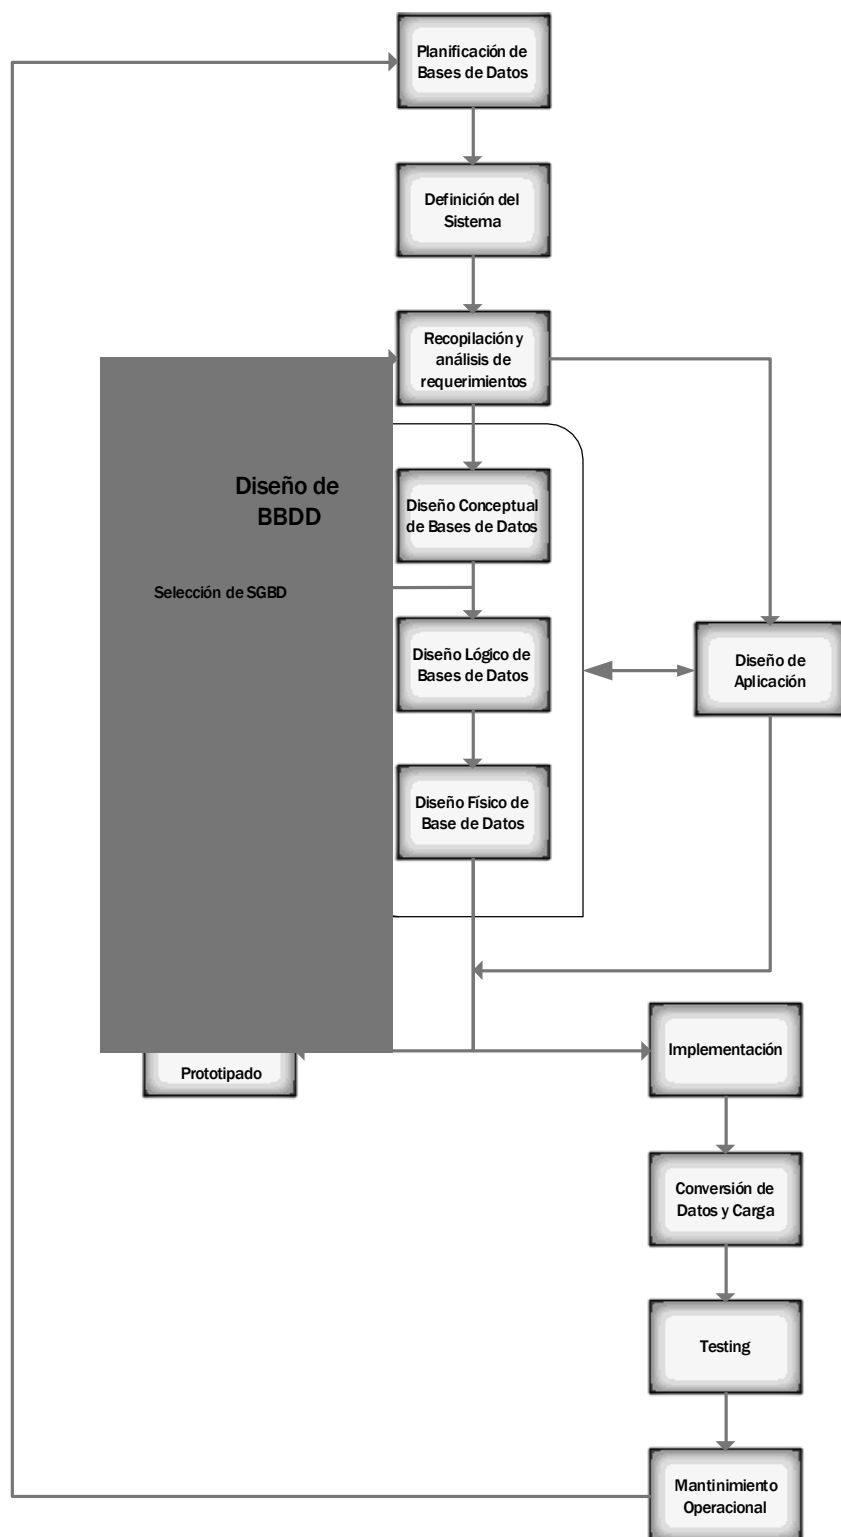 Planificación de
Bases de Datos
Definición del
Sistema
Recopilación y
análisis de
requerimientos
Diseño de
BBDD
Diseño Conceptual
de Bases de Datos
Selección de SGBD
Diseño Lógico de
Bases de Datos
Diseño de
Aplicación
Diseño Físico de
Base de Datos
Implementación
Prototipado
Conversión de
Datos y Carga
Testing
Mantinimiento
Operacional